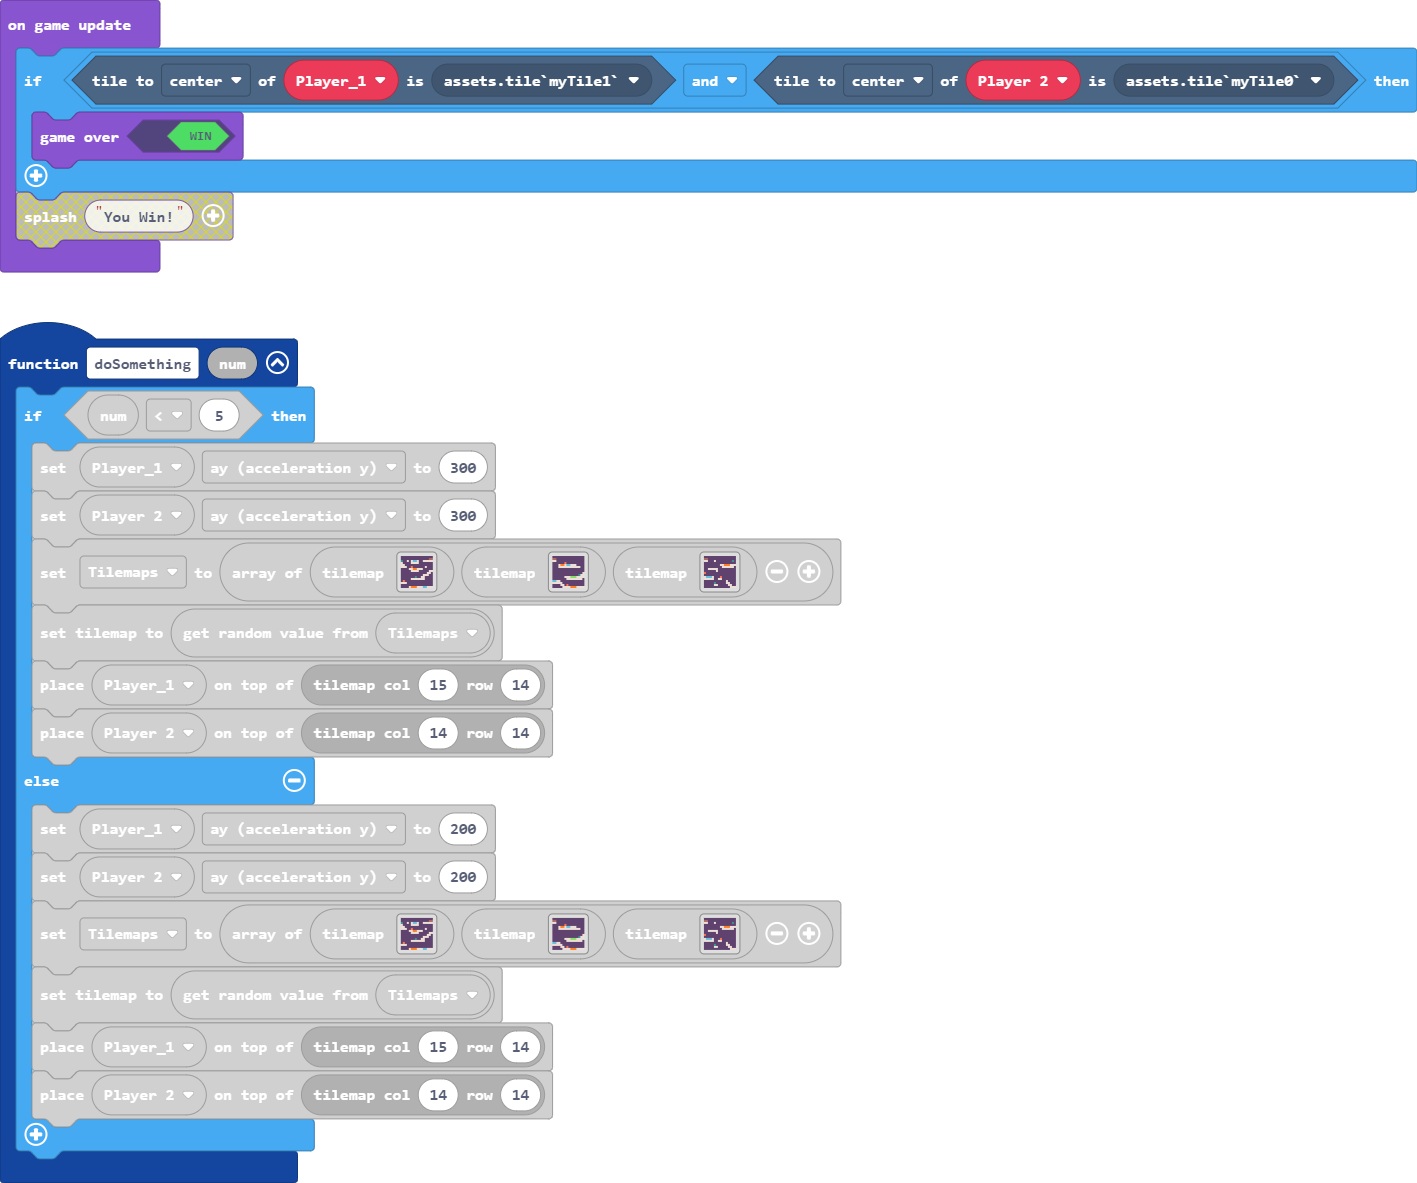 on game update
if tile to center of Player_1 is assets.tile`myTile1` and tile to center of Player 2 is assets.tile`myTile0` then
game over WIN
splash "You Win!"
function doSomething num
if num < 5 then
set Player_1 ay (acceleration y) to 300
set Player 2 ay (acceleration y) to 300
set Tilemaps to array of tilemap tilemap tilemap
set tilemap to get random value from Tilemaps
place Player_1 on top of tilemap col 15 row 14
place Player 2 on top of tilemap col 14 row 14
else
set Player_1 ay (acceleration y) to 200
set Player 2 ay (acceleration y) to 200
set Tilemaps to array of tilemap tilemap tilemap
set tilemap to get random value from Tilemaps
place Player_1 on top of tilemap col 15 row 14
place Player 2 on top of tilemap col 14 row 14